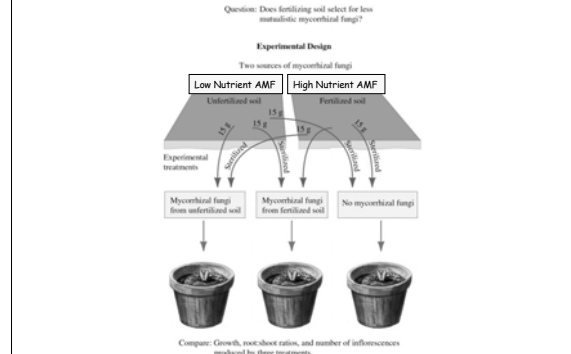 Question: Does fertilizing soil select for less
mutualistic mycorrhizal fungi?
Experimental Design
Two sources of mycorrhizal fungi
Low Nutrient AMF
High Nutrient AMF
Unfertilized soil
Fertilized soil
15 g
15 g
15 g
15 g
15 g
Experimental
treatments
Sterilized
Sterilized
Sterilized
Sterilized
Mycorrhizal fungi
from unfertilized soil
Mycorrhizal fungi
from fertilized soil
No mycorrhizal fungi
Compare: Growth, root:shoot ratios, and number of inflorescences
produced by three treatments.